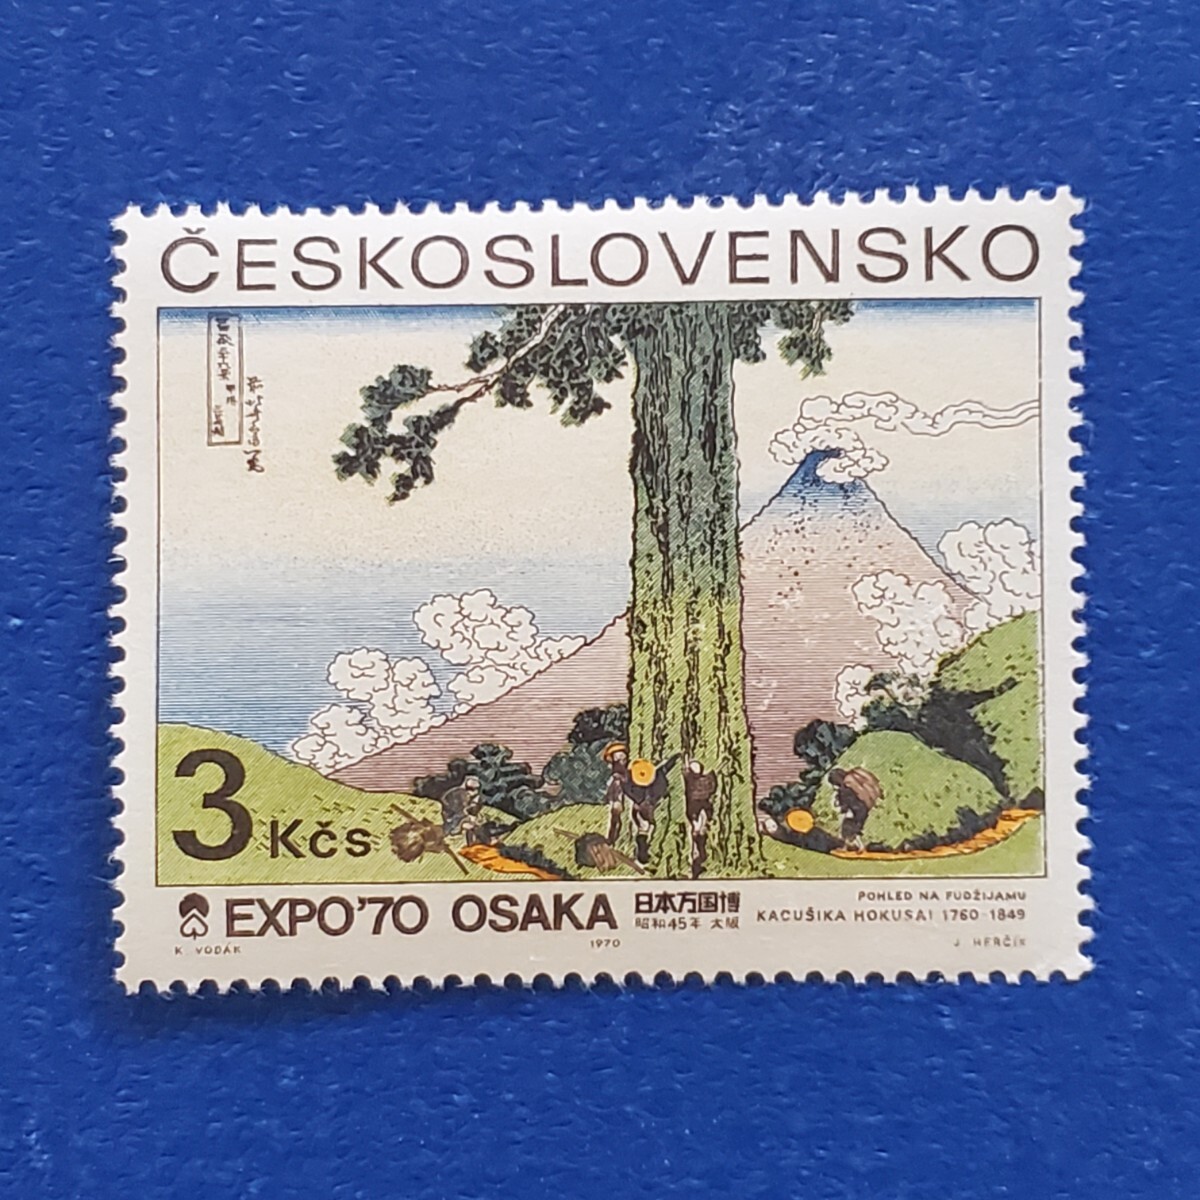 ČESKOSLOVENSKO
3 Kčs
EXPO'70 OSAKA
日本万国博
昭和45年 大阪
POHLED NA FUDŽIJAMU
KACUŠIKA HOKUSAI 1760-1849
K. VODÁK
1970
J. HERČÍK